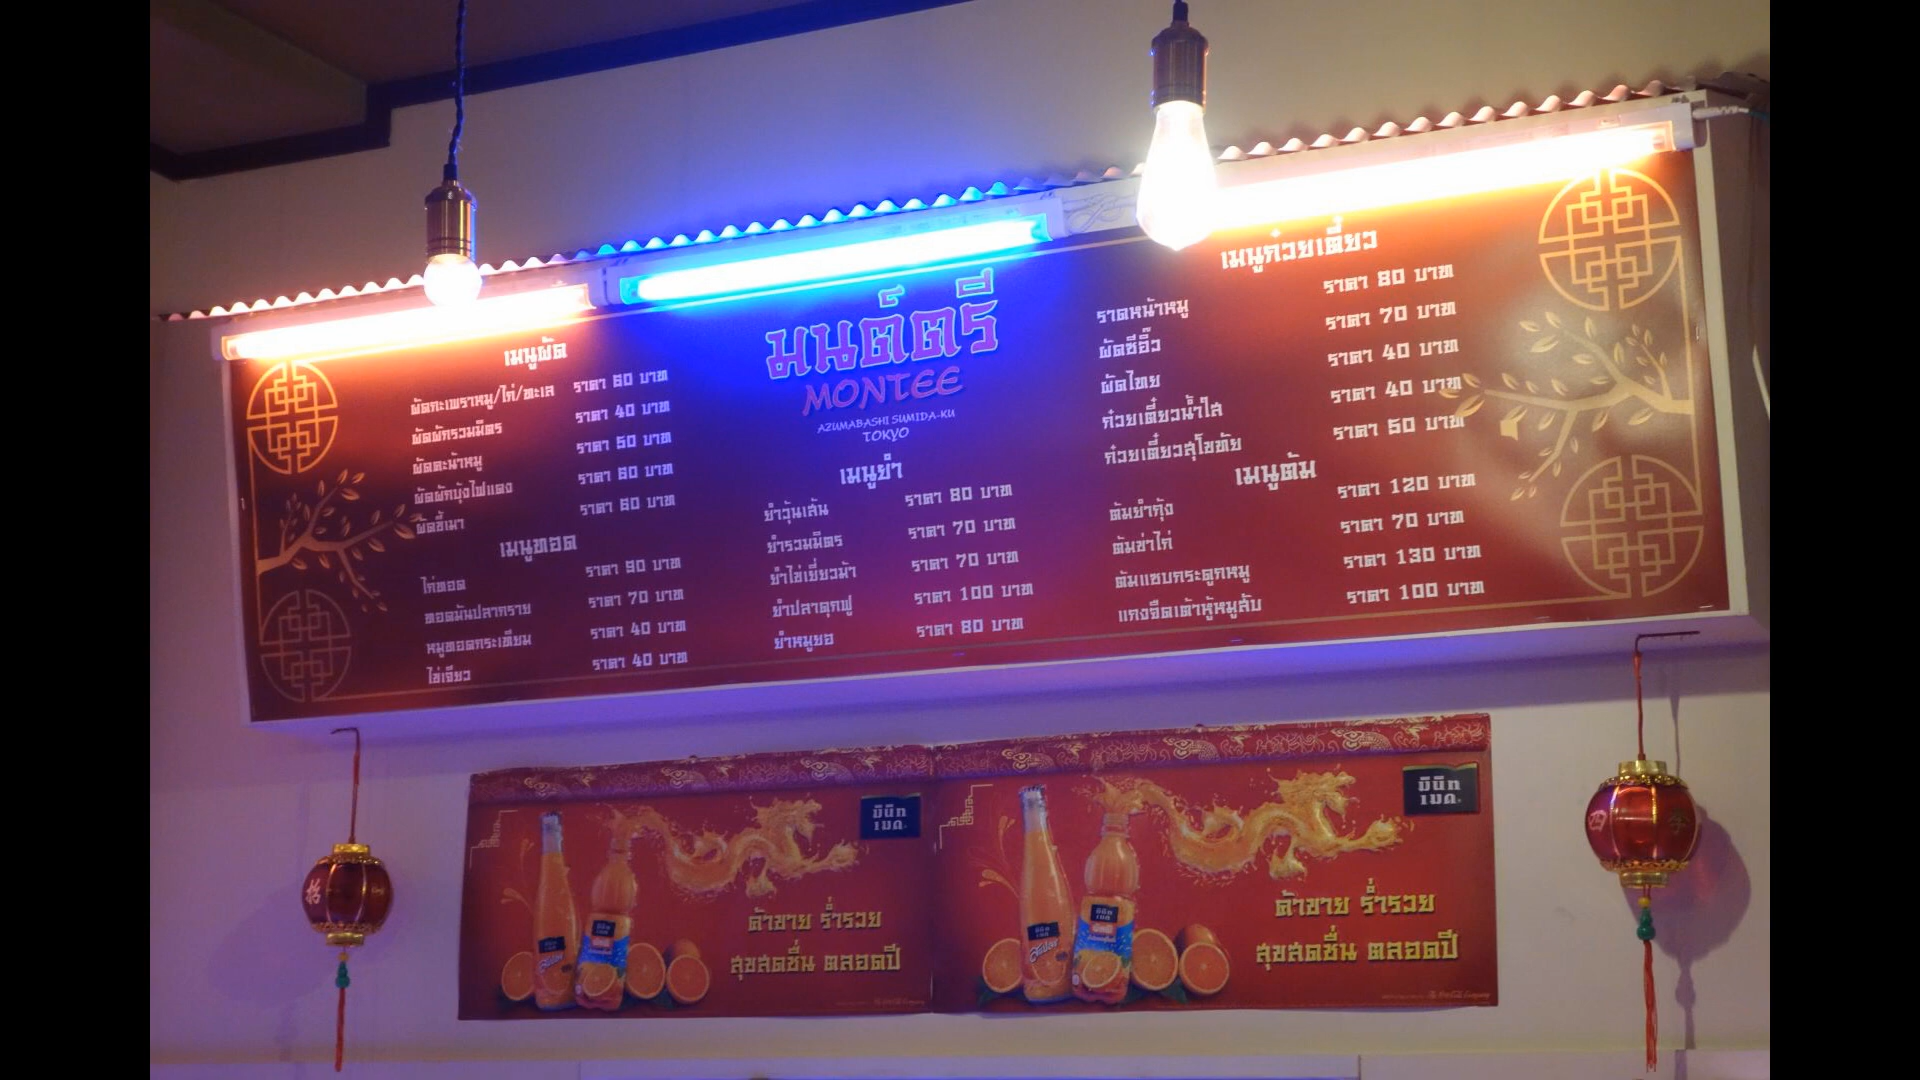 เมนูผัด
ผัดกะเพราหมู/ไก่/ทะเล ราคา 60 บาท
ผัดผักรวมมิตร ราคา 40 บาท
ผัดคะน้าหมู ราคา 50 บาท
ผัดผักบุ้งไฟแดง ราคา 60 บาท
ผัดขี้เมา ราคา 60 บาท
เมนูทอด
ไก่ทอด ราคา 90 บาท
ทอดมันปลากราย ราคา 70 บาท
หมูทอดกระเทียม ราคา 40 บาท
ไข่เจียว ราคา 40 บาท
มนต์ตรี
MONTEE
AZUMABASHI SUMIDA-KU
TOKYO
เมนูยำ
ยำวุ้นเส้น ราคา 80 บาท
ยำรวมมิตร ราคา 70 บาท
ยำไข่เยี่ยวม้า ราคา 70 บาท
ยำปลาดุกฟู ราคา 100 บาท
ยำหมูยอ ราคา 80 บาท
เมนูก๋วยเตี๋ยว
ราดหน้าหมู ราคา 80 บาท
ผัดซีอิ๊ว ราคา 70 บาท
ผัดไทย ราคา 40 บาท
ก๋วยเตี๋ยวน้ำใส ราคา 40 บาท
ก๋วยเตี๋ยวสุโขทัย ราคา 50 บาท
เมนูต้ม
ต้มยำกุ้ง ราคา 120 บาท
ต้มข่าไก่ ราคา 70 บาท
ต้มแซบกระดูกหมู ราคา 130 บาท
แกงจืดเต้าหู้หมูสับ ราคา 100 บาท
มินิท
เมด
ค้าขาย ร่ำรวย
สุขสดชื่น ตลอดปี
มินิท
เมด
ค้าขาย ร่ำรวย
สุขสดชื่น ตลอดปี